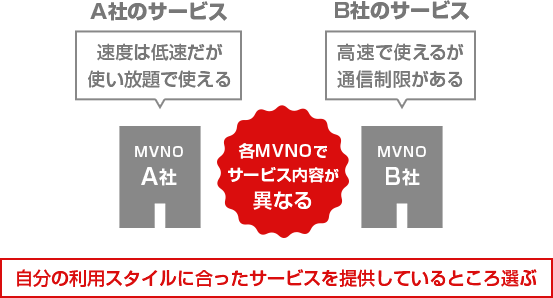 A社のサービス
B社のサービス
速度は低速だが
使い放題で使える
高速で使えるが
通信制限がある
MVNO
A社
各MVNOで
サービス内容が
異なる
MVNO
B社
自分の利用スタイルに合ったサービスを提供しているところ選ぶ